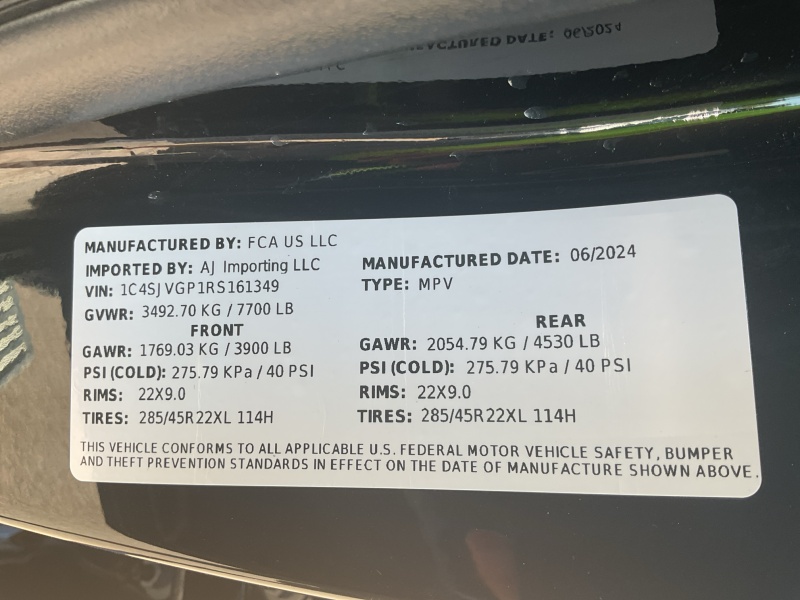 MANUFACTURED DATE: 06/2024
MANUFACTURED BY: FCA US LLC
IMPORTED BY: AJ Importing LLC
MANUFACTURED DATE: 06/2024
VIN: 1C4SJVGP1RS161349
TYPE: MPV
GVWR: 3492.70 KG / 7700 LB
FRONT
REAR
GAWR: 1769.03 KG / 3900 LB
GAWR: 2054.79 KG / 4530 LB
PSI (COLD): 275.79 KPa / 40 PSI
PSI (COLD): 275.79 KPa / 40 PSI
RIMS: 22X9.0
RIMS: 22X9.0
TIRES: 285/45R22XL 114H
TIRES: 285/45R22XL 114H
THIS VEHICLE CONFORMS TO ALL APPLICABLE U.S. FEDERAL MOTOR VEHICLE SAFETY, BUMPER
AND THEFT PREVENTION STANDARDS IN EFFECT ON THE DATE OF MANUFACTURE SHOWN ABOVE.